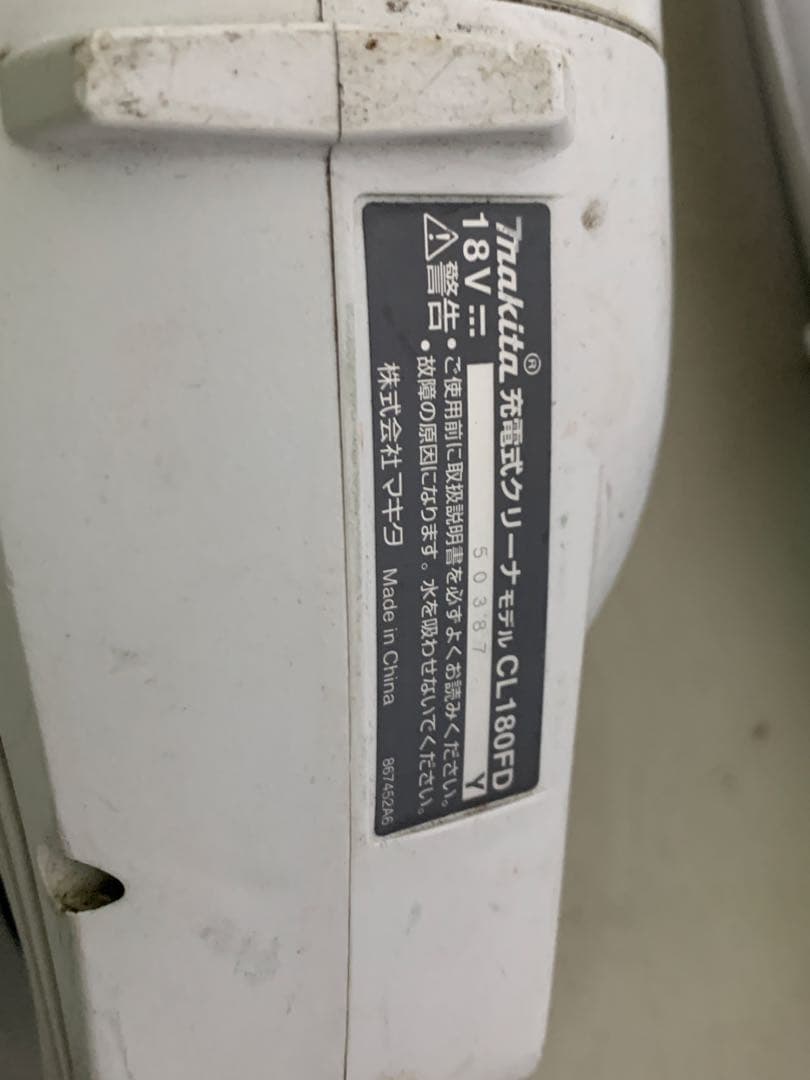 makita® 充電式クリーナ モデル CL180FD
18V ⎓ 50387 Y
⚠警告 • ご使用前に取扱説明書を必ずよくお読みください。
• 故障の原因になります。水を吸わせないでください。
株式会社 マキタ Made in China 867452A6